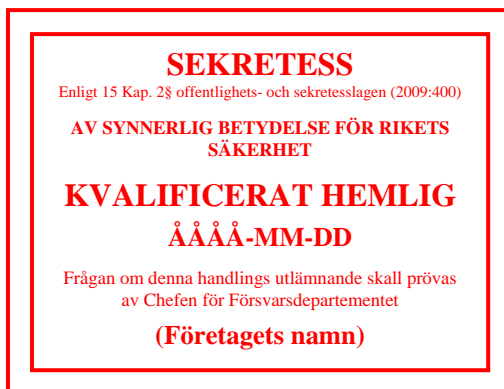 SEKRETESS
Enligt 15 Kap. 2§ offentlighets- och sekretesslagen (2009:400)
AV SYNNERLIG BETYDELSE FÖR RIKETS
SÄKERHET
KVALIFICERAT HEMLIG
ÅÅÅÅ-MM-DD
Frågan om denna handlings utlämnande skall prövas
av Chefen för Försvarsdepartementet
(Företagets namn)